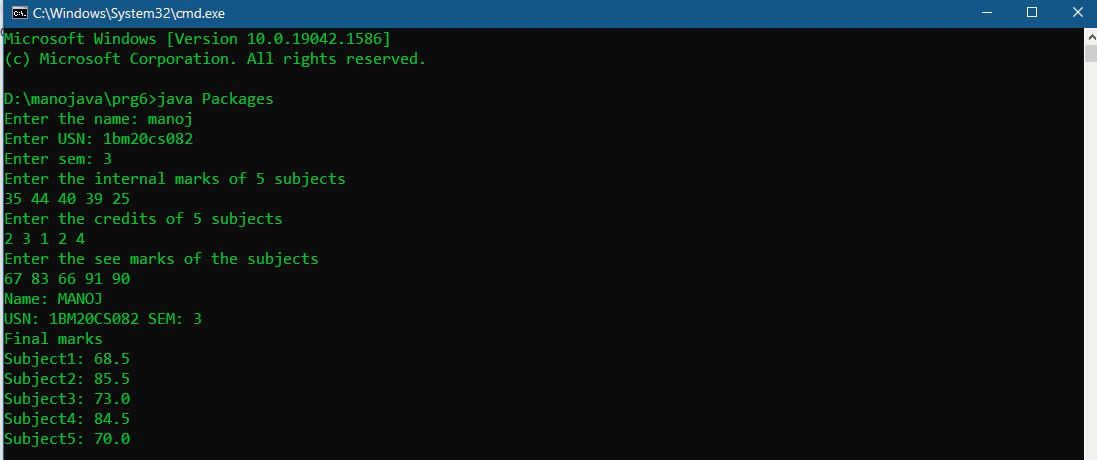 C:\Windows\System32\cmd.exe
Microsoft Windows [Version 10.0.19042.1586]
(c) Microsoft Corporation. All rights reserved.
D:\manojava\prg6>java Packages
Enter the name: manoj
Enter USN: 1bm20cs082
Enter sem: 3
Enter the internal marks of 5 subjects
35 44 40 39 25
Enter the credits of 5 subjects
2 3 1 2 4
Enter the see marks of the subjects
67 83 66 91 90
Name: MANOJ
USN: 1BM20CS082 SEM: 3
Final marks
Subject1: 68.5
Subject2: 85.5
Subject3: 73.0
Subject4: 84.5
Subject5: 70.0